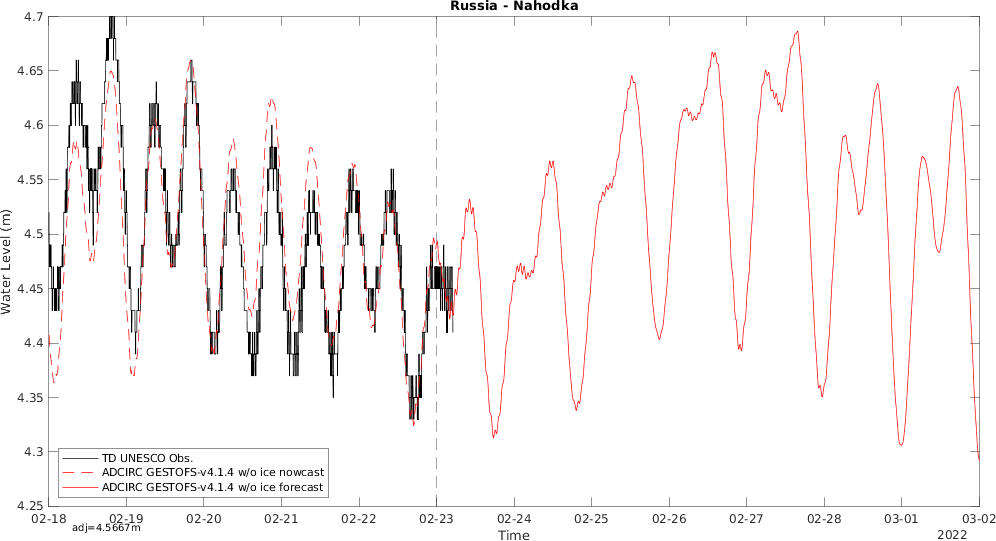 Russia - Nahodka
4.7
4.65
4.6
4.55
4.5
4.45
4.4
4.35
4.3
4.25
Water Level (m)
TD UNESCO Obs.
ADCIRC GESTOFS-v4.1.4 w/o ice nowcast
ADCIRC GESTOFS-v4.1.4 w/o ice forecast
02-18 02-19 02-20 02-21 02-22 02-23 02-24 02-25 02-26 02-27 02-28 03-01 03-02
adj=4.5667m
Time
2022